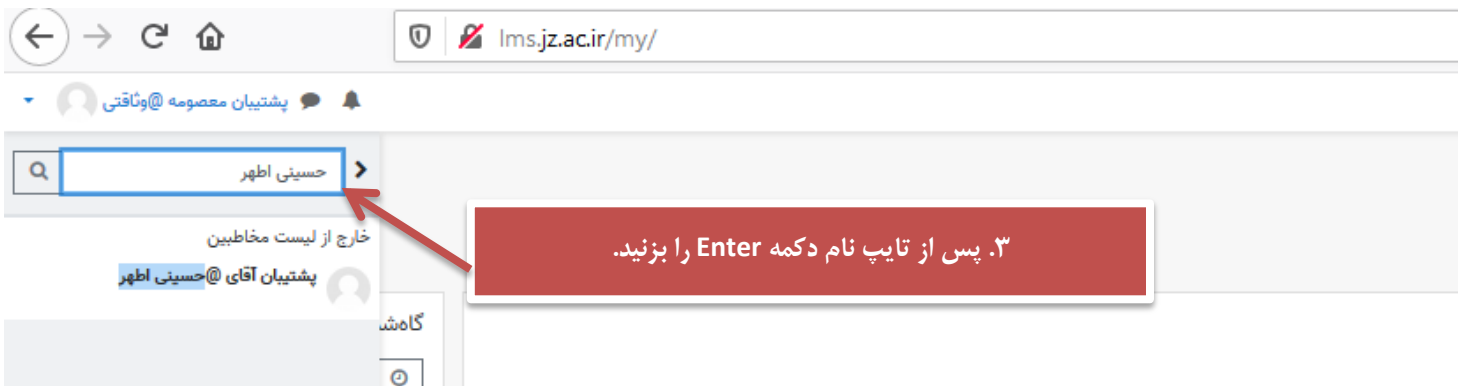 lms.jz.ac.ir/my/
پشتیبان معصومه @وثاقتی
حسینی اطهر
خارج از لیست مخاطبین
پشتیبان آقای @حسینی اطهر
۳. پس از تایپ نام دکمه Enter را بزنید.
گاه‌ش